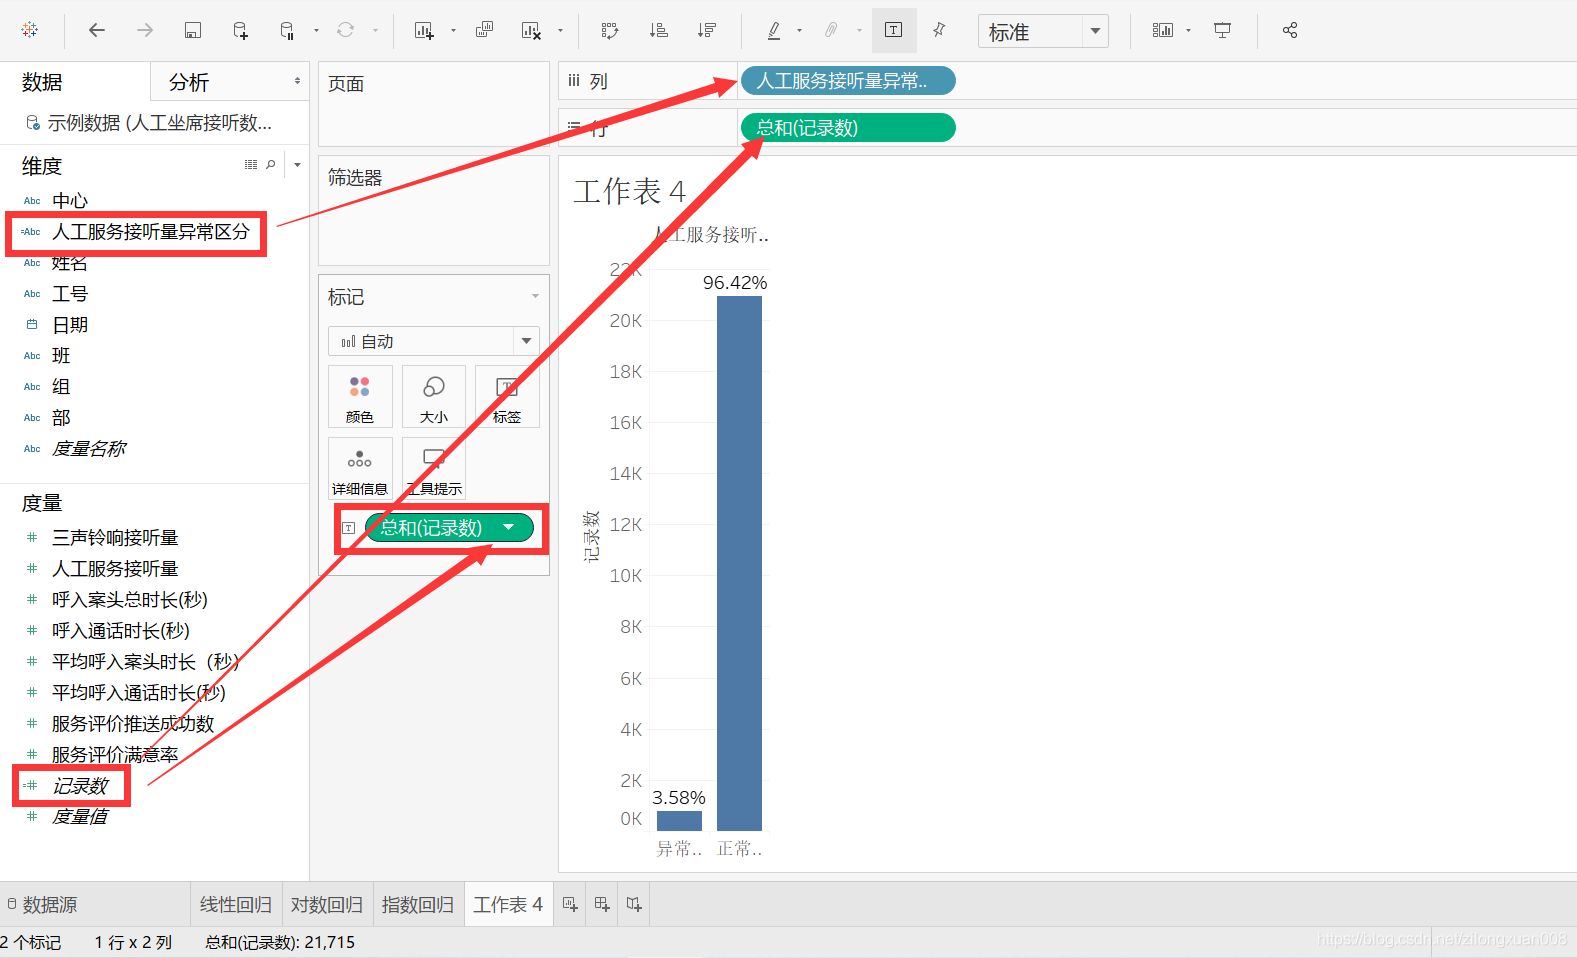 标准
数据
分析
页面
列
人工服务接听量异常..
示例数据 (人工坐席接听数...
行
总和(记录数)
维度
筛选器
工作表 4
Abc 中心
=Abc 人工服务接听量异常区分
人工服务接听..
Abc 姓名
Abc 工号
日期
Abc 班
Abc 组
Abc 部
Abc 度量名称
标记
自动
颜色
大小
标签
详细信息
工具提示
总和(记录数)
度量
三声铃响接听量
人工服务接听量
呼入案头总时长(秒)
呼入通话时长(秒)
平均呼入案头时长（秒）
平均呼入通话时长(秒)
服务评价推送成功数
服务评价满意率
记录数
度量值
22K
96.42%
20K
18K
16K
14K
12K
10K
8K
6K
4K
2K
0K
记录数
3.58%
异常..
正常..
数据源
线性回归
对数回归
指数回归
工作表 4
2 个标记
1 行 x 2 列
总和(记录数): 21,715
https://blog.csdn.net/zilongxuan008